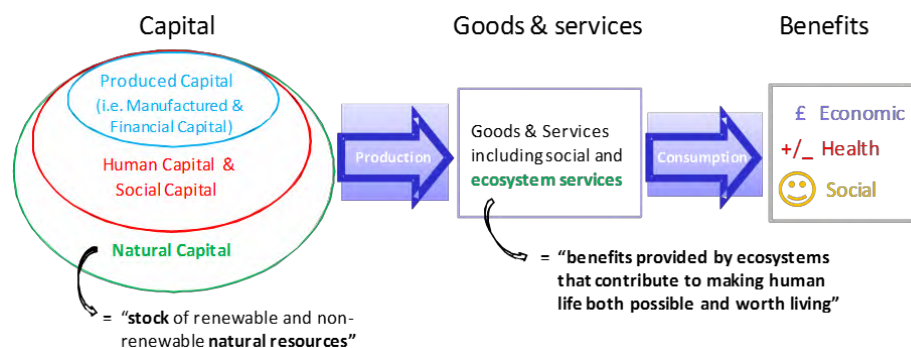 Capital
Goods & services
Benefits
Produced Capital
(i.e. Manufactured &
Financial Capital)
Human Capital &
Social Capital
Natural Capital
= “stock of renewable and non-
renewable natural resources”
Production
Goods & Services
including social and
ecosystem services
= “benefits provided by ecosystems
that contribute to making human
life both possible and worth living”
Consumption
£ Economic
+/_ Health
Social